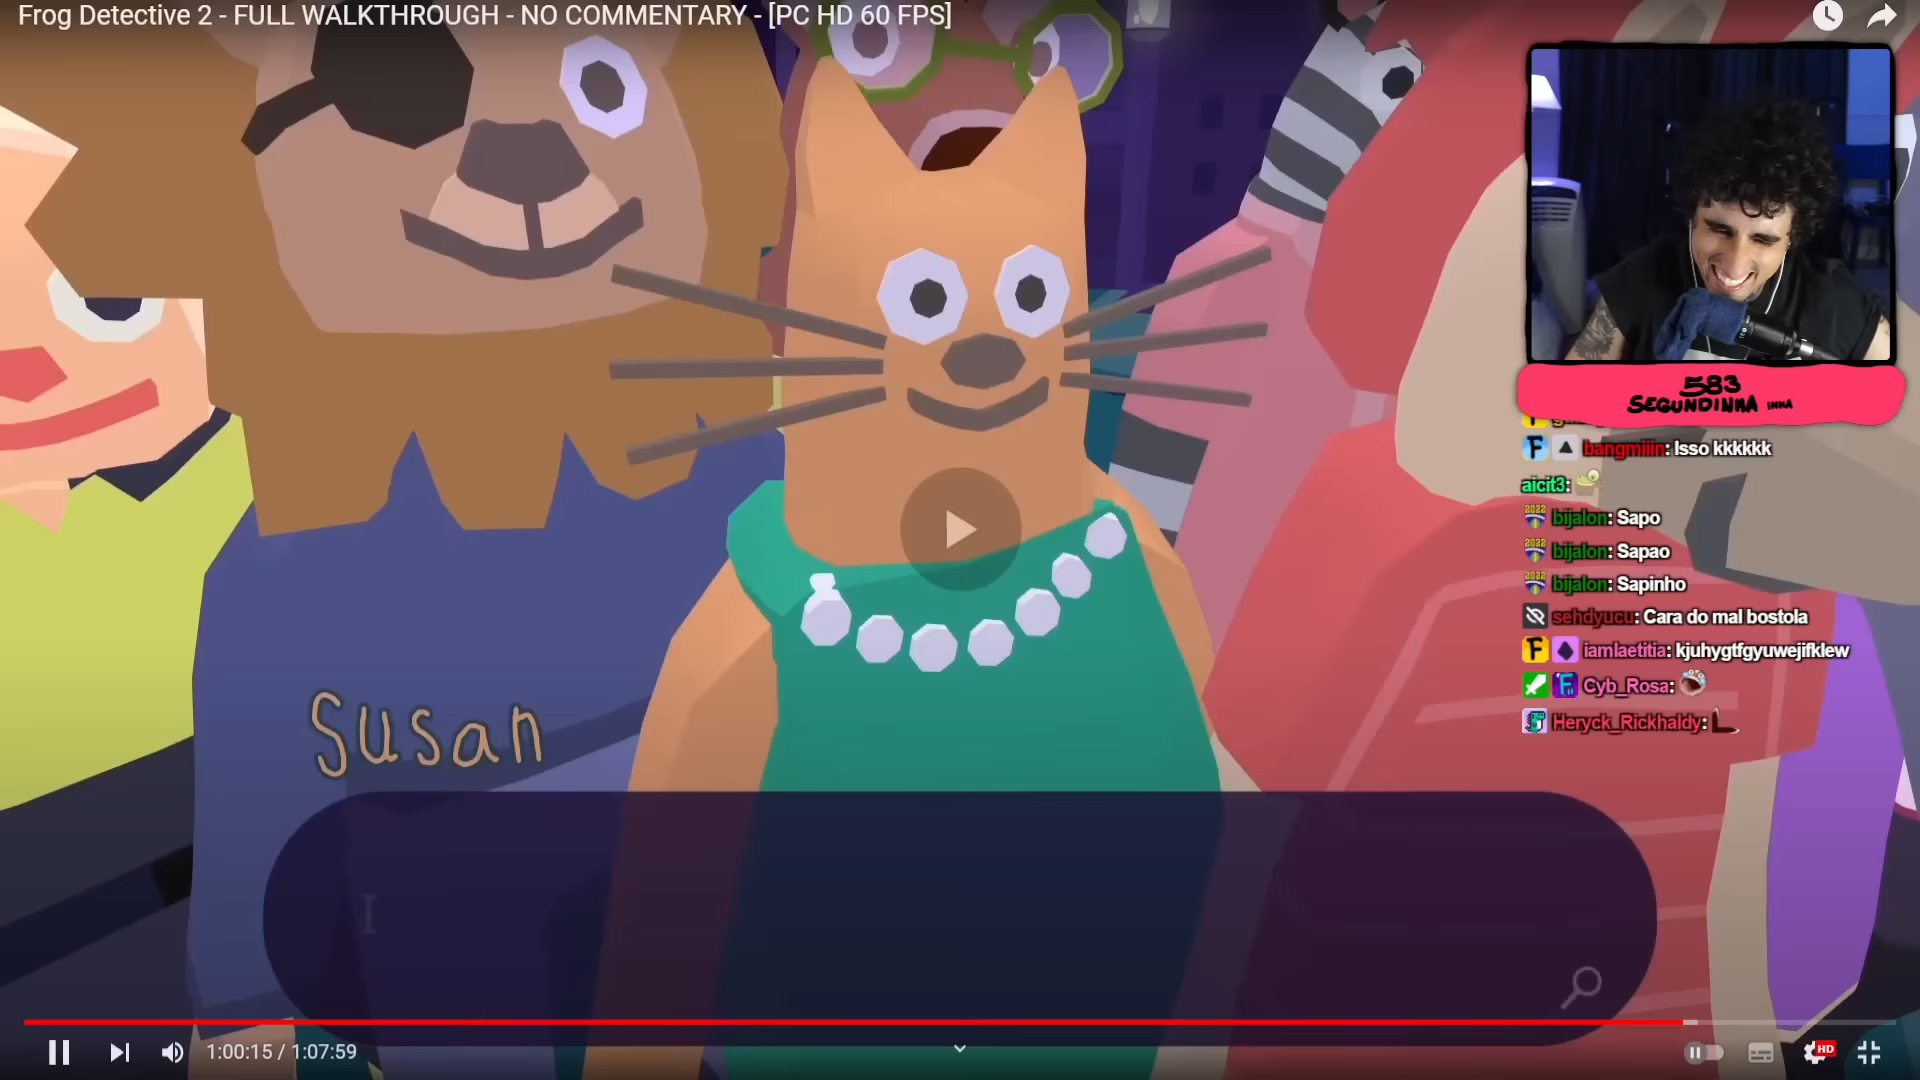 Frog Detective 2 - FULL WALKTHROUGH - NO COMMENTARY - [PC HD 60 FPS]
583
SEGUNDINHA INHA
bangmiiin: Isso kkkkkk
aicit3:
bijalon: Sapo
bijalon: Sapao
bijalon: Sapinho
sehdyucu: Cara do mal bostola
iamlaetitia: kjuhygtfgyuwejifklew
Cyb_Rosa:
Heryck_Rickhaldy:
Susan
I
1:00:15 / 1:07:59
HD